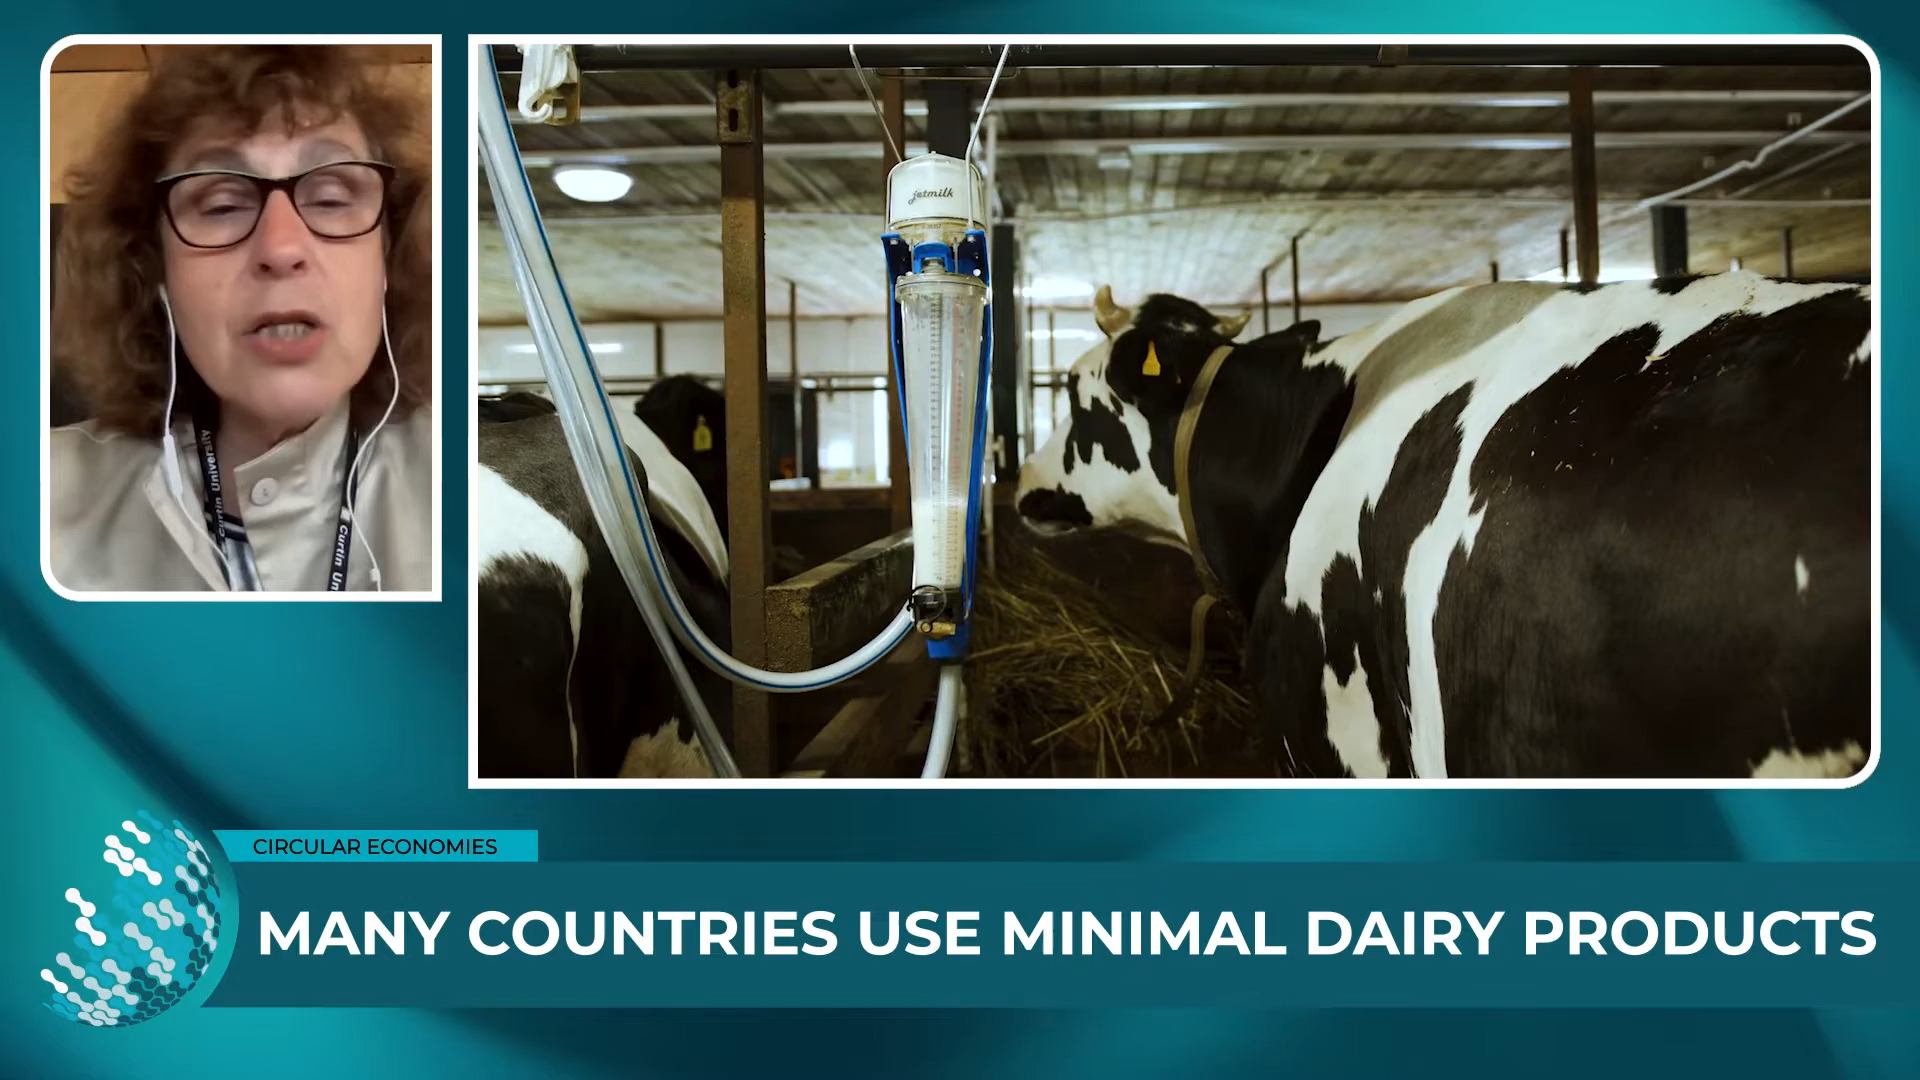 jetmilk
Curtin University
Curtin Un
CIRCULAR ECONOMIES
MANY COUNTRIES USE MINIMAL DAIRY PRODUCTS